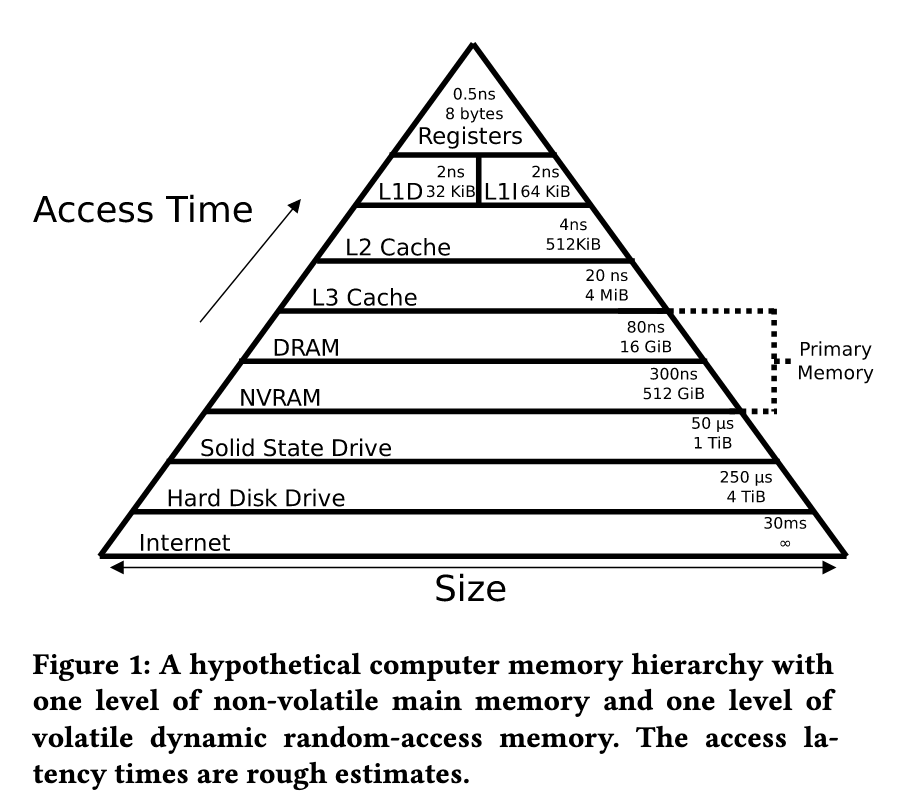 0.5ns
8 bytes
Registers
2ns
L1D 32 KiB
2ns
L1I 64 KiB
Access Time
4ns
L2 Cache 512KiB
20 ns
L3 Cache 4 MiB
80ns
DRAM 16 GiB
Primary
Memory
300ns
NVRAM 512 GiB
50 µs
Solid State Drive 1 TiB
250 µs
Hard Disk Drive 4 TiB
30ms
Internet ∞
Size
Figure 1: A hypothetical computer memory hierarchy with
one level of non-volatile main memory and one level of
volatile dynamic random-access memory. The access la-
tency times are rough estimates.